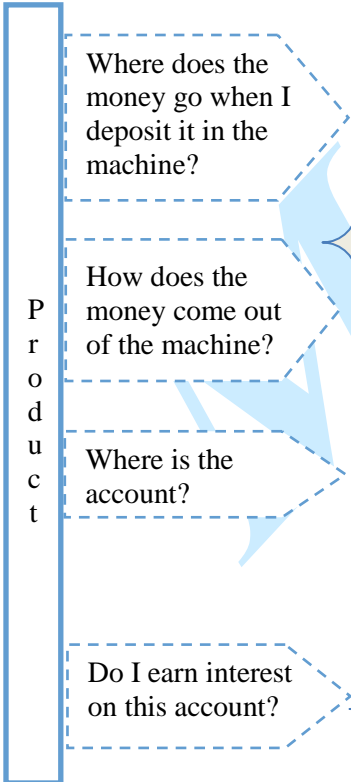 Where does the
money go when I
deposit it in the
machine?
How does the
money come out
of the machine?
Product
Where is the
account?
Do I earn interest
on this account?